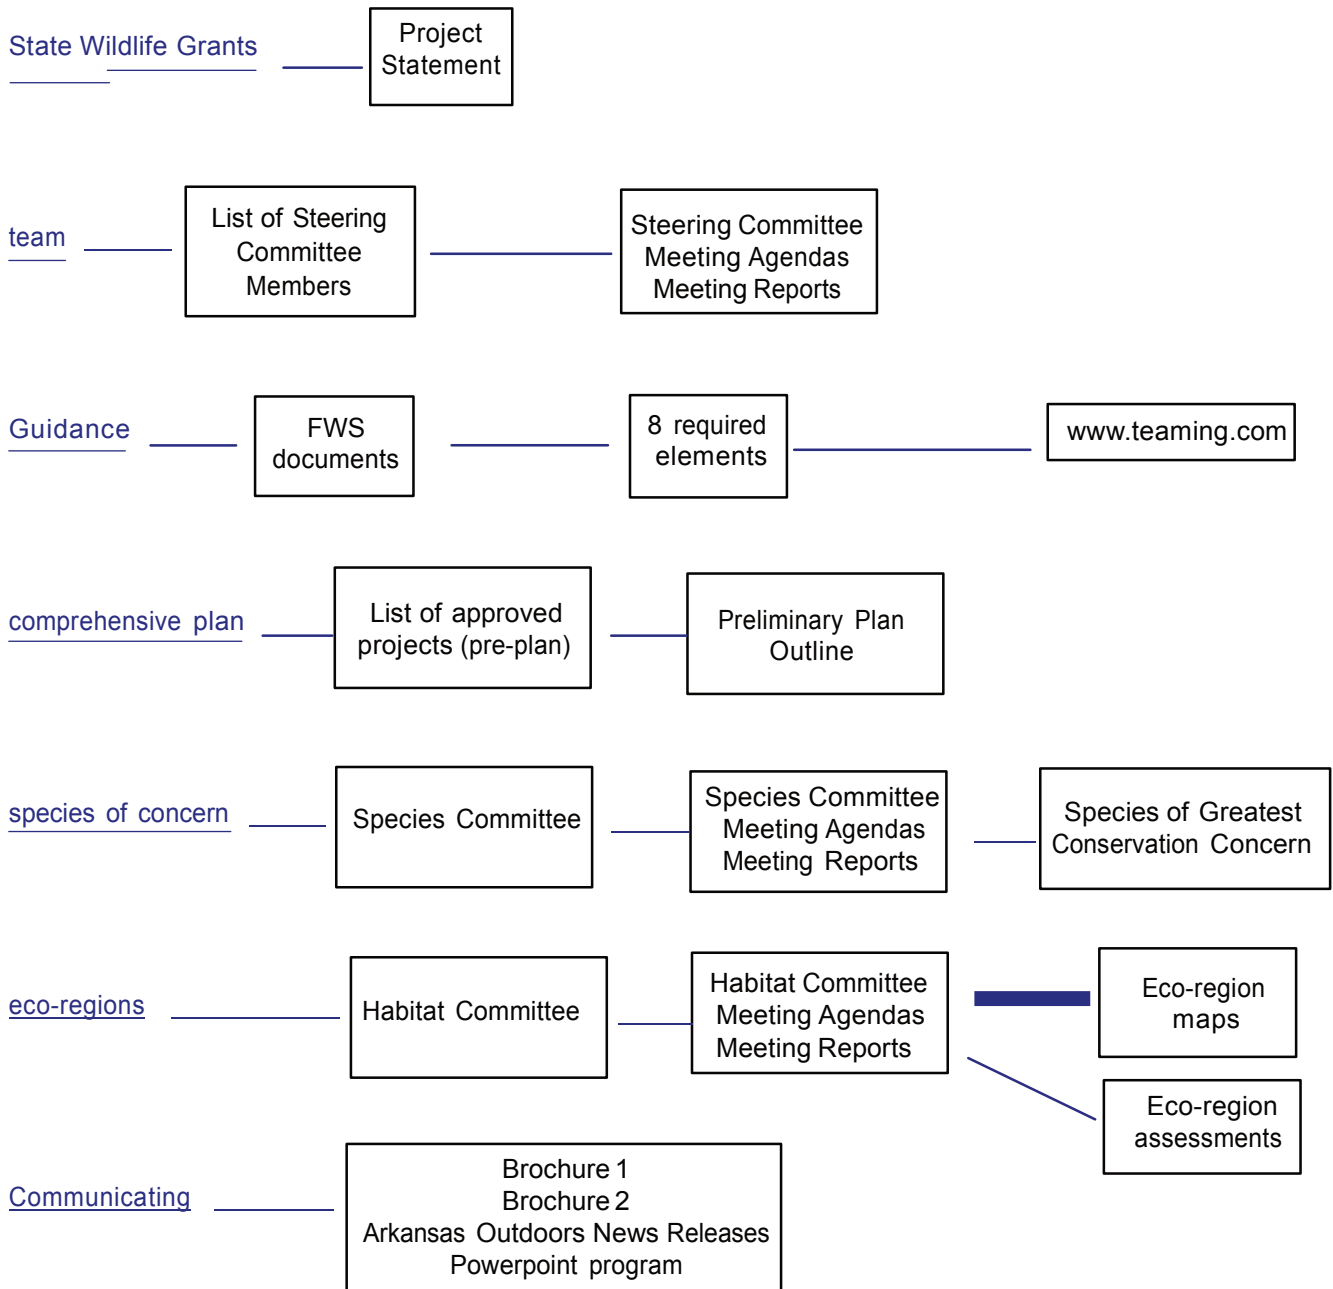 State Wildlife Grants
Project
Statement
team
List of Steering
Committee
Members
Steering Committee
Meeting Agendas
Meeting Reports
Guidance
FWS
documents
8 required
elements
www.teaming.com
comprehensive plan
List of approved
projects (pre-plan)
Preliminary Plan
Outline
species of concern
Species Committee
Species Committee
Meeting Agendas
Meeting Reports
Species of Greatest
Conservation Concern
eco-regions
Habitat Committee
Habitat Committee
Meeting Agendas
Meeting Reports
Eco-region
maps
Eco-region
assessments
Communicating
Brochure 1
Brochure 2
Arkansas Outdoors News Releases
Powerpoint program